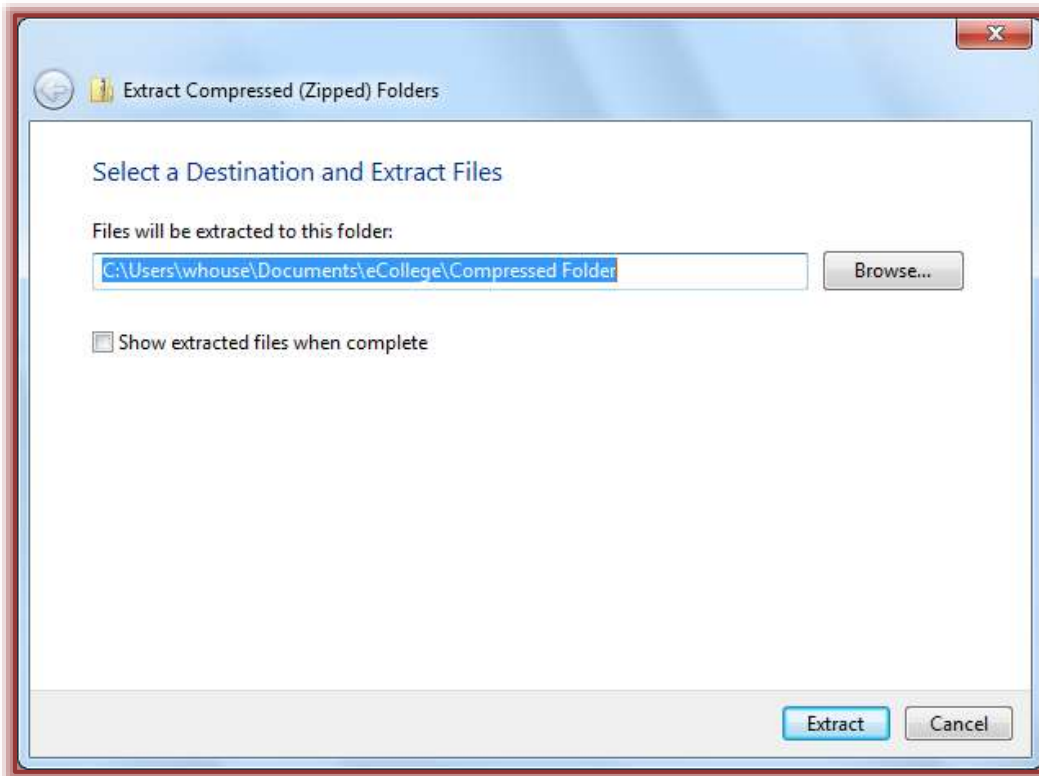 Extract Compressed (Zipped) Folders
Select a Destination and Extract Files
Files will be extracted to this folder:
C:\Users\whouse\Documents\eCollege\Compressed Folder
Browse...
Show extracted files when complete
Extract
Cancel